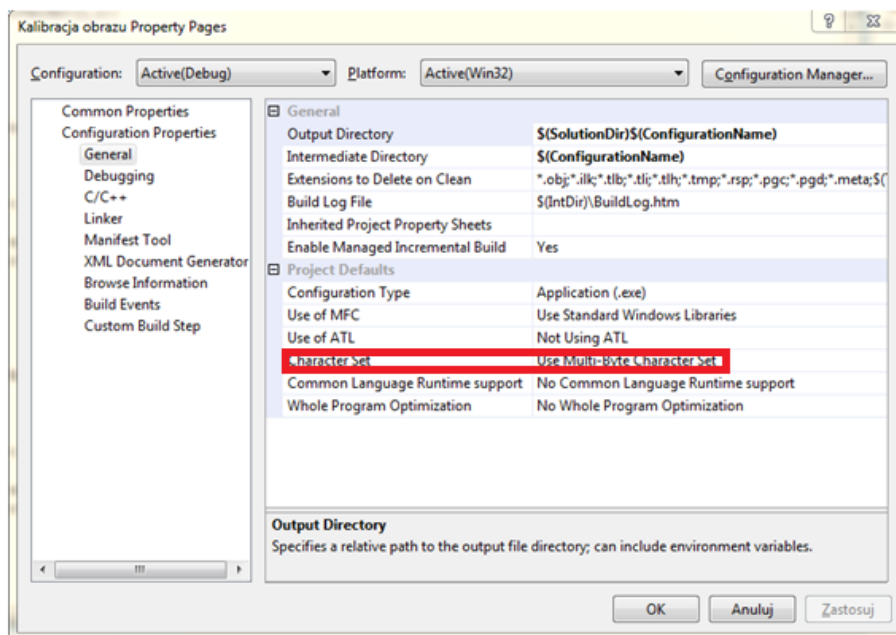 Kalibracja obrazu Property Pages
Configuration: Active(Debug) Platform: Active(Win32) Configuration Manager...
Common Properties
Configuration Properties
General
Debugging
C/C++
Linker
Manifest Tool
XML Document Generator
Browse Information
Build Events
Custom Build Step
General
Output Directory $(SolutionDir)$(ConfigurationName)
Intermediate Directory $(ConfigurationName)
Extensions to Delete on Clean *.obj;*.ilk;*.tlb;*.tli;*.tlh;*.tmp;*.rsp;*.pgc;*.pgd;*.meta;$(
Build Log File $(IntDir)\BuildLog.htm
Inherited Project Property Sheets
Enable Managed Incremental Build Yes
Project Defaults
Configuration Type Application (.exe)
Use of MFC Use Standard Windows Libraries
Use of ATL Not Using ATL
Character Set Use Multi-Byte Character Set
Common Language Runtime support No Common Language Runtime support
Whole Program Optimization No Whole Program Optimization
Output Directory
Specifies a relative path to the output file directory; can include environment variables.
OK Anuluj Zastosuj